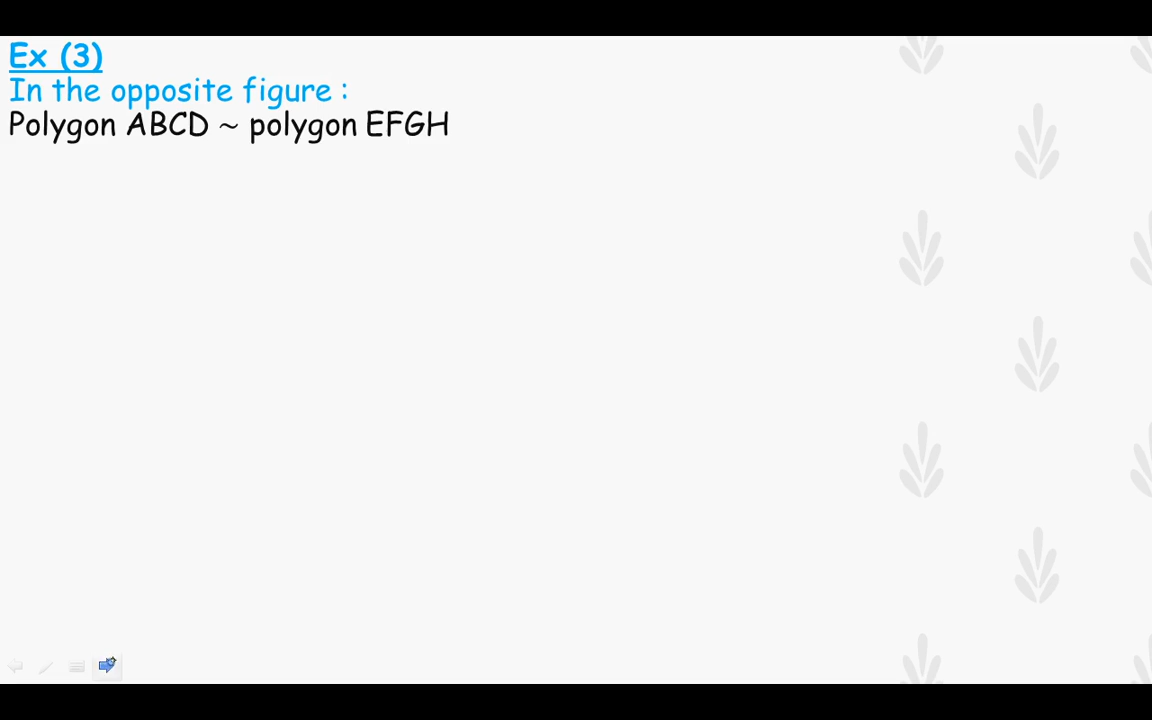 Ex (3)
In the opposite figure :
Polygon ABCD ~ polygon EFGH